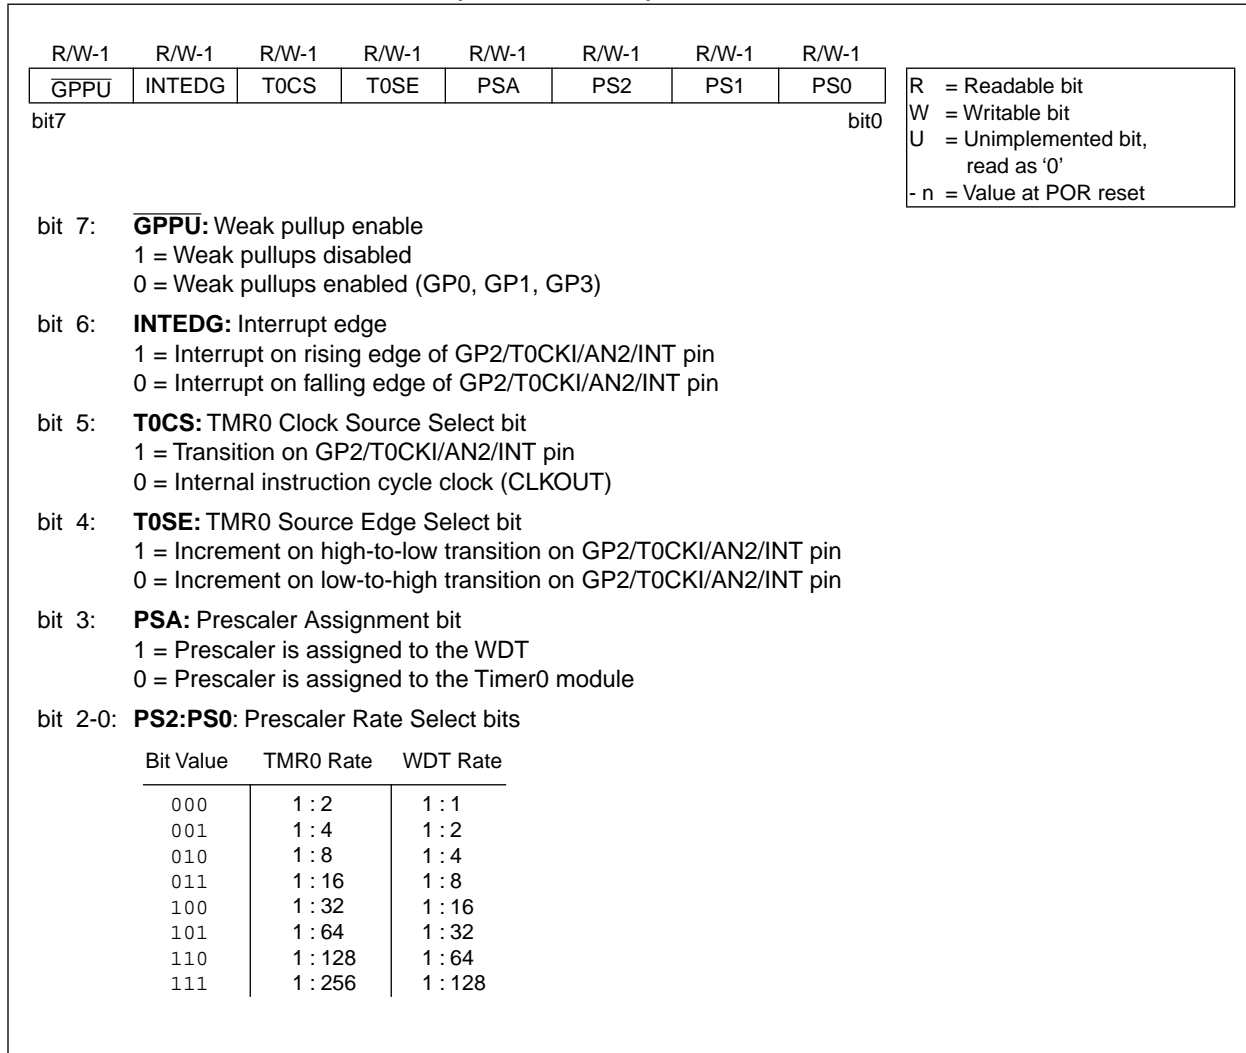 R/W-1 R/W-1 R/W-1 R/W-1 R/W-1 R/W-1 R/W-1 R/W-1
GPPU INTEDG T0CS T0SE PSA PS2 PS1 PS0
bit7 bit0
R = Readable bit
W = Writable bit
U = Unimplemented bit,
read as ‘0’
- n = Value at POR reset
bit 7: GPPU: Weak pullup enable
1 = Weak pullups disabled
0 = Weak pullups enabled (GP0, GP1, GP3)
bit 6: INTEDG: Interrupt edge
1 = Interrupt on rising edge of GP2/T0CKI/AN2/INT pin
0 = Interrupt on falling edge of GP2/T0CKI/AN2/INT pin
bit 5: T0CS: TMR0 Clock Source Select bit
1 = Transition on GP2/T0CKI/AN2/INT pin
0 = Internal instruction cycle clock (CLKOUT)
bit 4: T0SE: TMR0 Source Edge Select bit
1 = Increment on high-to-low transition on GP2/T0CKI/AN2/INT pin
0 = Increment on low-to-high transition on GP2/T0CKI/AN2/INT pin
bit 3: PSA: Prescaler Assignment bit
1 = Prescaler is assigned to the WDT
0 = Prescaler is assigned to the Timer0 module
bit 2-0: PS2:PS0: Prescaler Rate Select bits
Bit Value TMR0 Rate WDT Rate
000 1 : 2 1 : 1
001 1 : 4 1 : 2
010 1 : 8 1 : 4
011 1 : 16 1 : 8
100 1 : 32 1 : 16
101 1 : 64 1 : 32
110 1 : 128 1 : 64
111 1 : 256 1 : 128